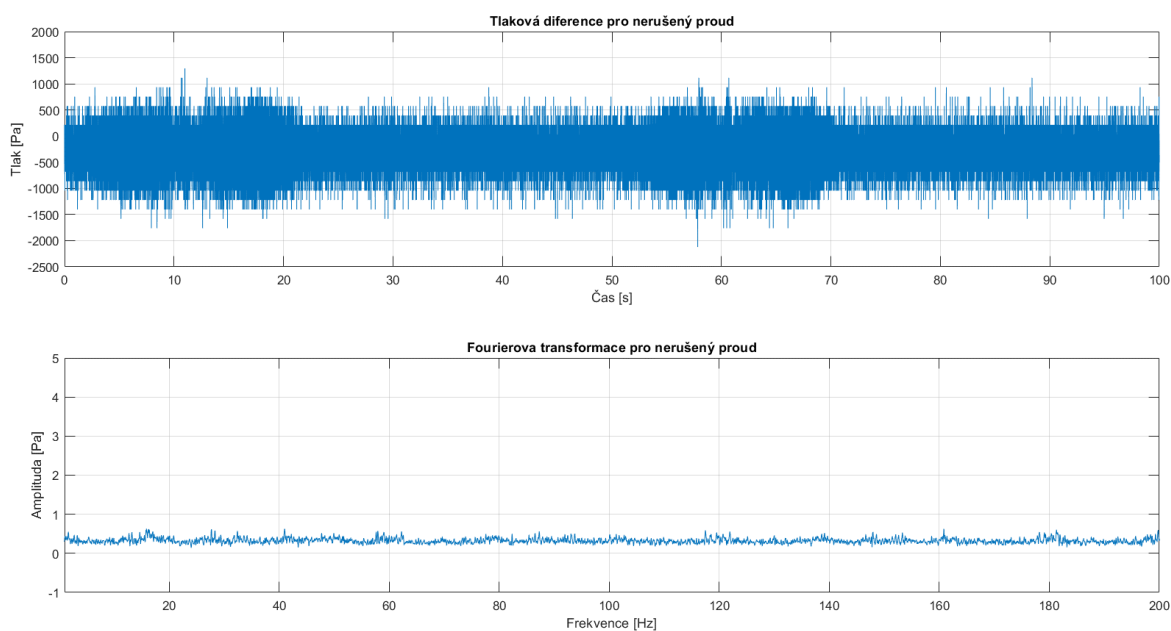 Tlaková diference pro nerušený proud
2000
1500
1000
500
0
-500
-1000
-1500
-2000
-2500
Tlak [Pa]
0 10 20 30 40 50 60 70 80 90 100
Čas [s]
Fourierova transformace pro nerušený proud
5
4
3
2
1
0
-1
Amplituda [Pa]
20 40 60 80 100 120 140 160 180 200
Frekvence [Hz]